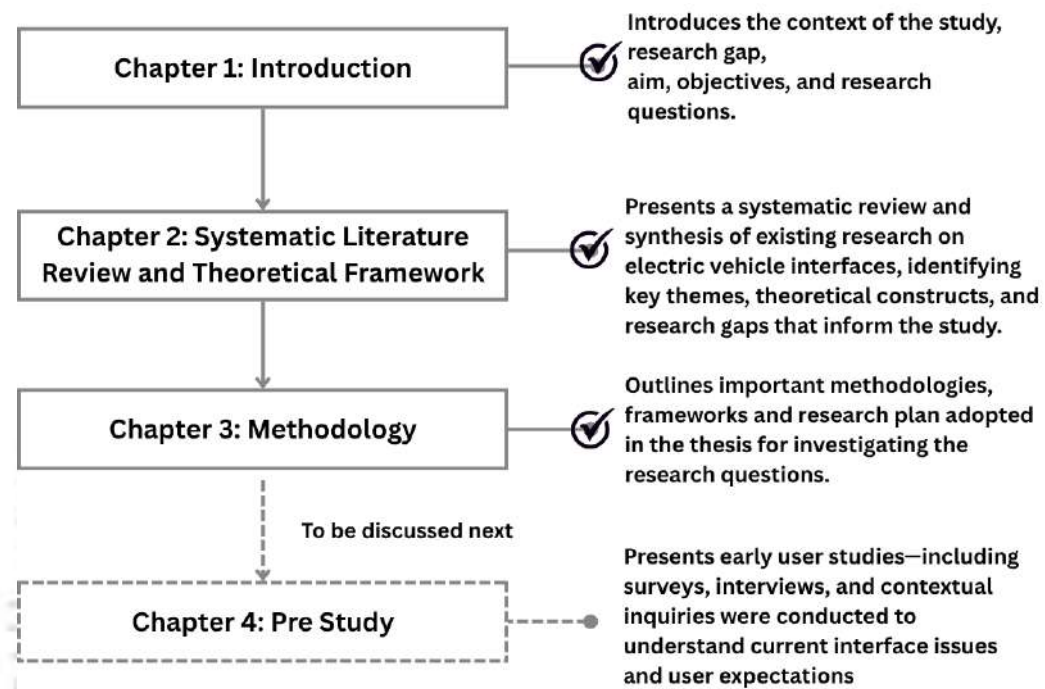 Chapter 1: Introduction
Introduces the context of the study,
research gap,
aim, objectives, and research
questions.
Chapter 2: Systematic Literature
Review and Theoretical Framework
Presents a systematic review and
synthesis of existing research on
electric vehicle interfaces, identifying
key themes, theoretical constructs, and
research gaps that inform the study.
Chapter 3: Methodology
Outlines important methodologies,
frameworks and research plan adopted
in the thesis for investigating the
research questions.
To be discussed next
Chapter 4: Pre Study
Presents early user studies—including
surveys, interviews, and contextual
inquiries were conducted to
understand current interface issues
and user expectations